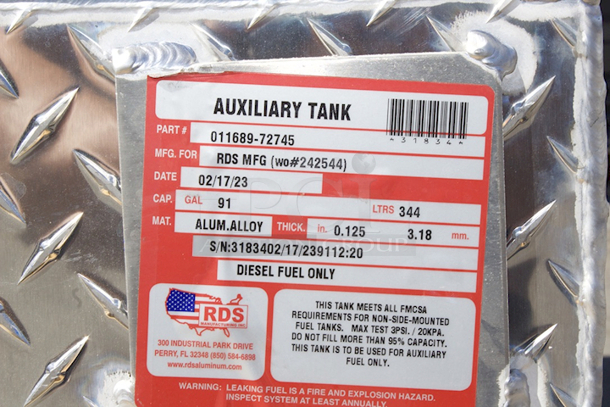 AUXILIARY TANK
PART # 011689-72745
*31834*
MFG. FOR RDS MFG (wo#242544)
DATE 02/17/23
CAP. GAL 91 LTRS 344
MAT. ALUM.ALLOY THICK. in. 0.125 3.18 mm.
S/N:3183402/17/239112:20
DIESEL FUEL ONLY
RDS
MANUFACTURING INC.
300 INDUSTRIAL PARK DRIVE
PERRY, FL 32348 (850) 584-6898
www.rdsaluminum.com
THIS TANK MEETS ALL FMCSA
REQUIREMENTS FOR NON-SIDE-MOUNTED
FUEL TANKS. MAX TEST 3PSI. / 20KPA.
DO NOT FILL MORE THAN 95% CAPACITY.
THIS TANK IS TO BE USED FOR AUXILIARY
FUEL ONLY.
WARNING: LEAKING FUEL IS A FIRE AND EXPLOSION HAZARD.
INSPECT SYSTEM AT LEAST ANNUALLY.